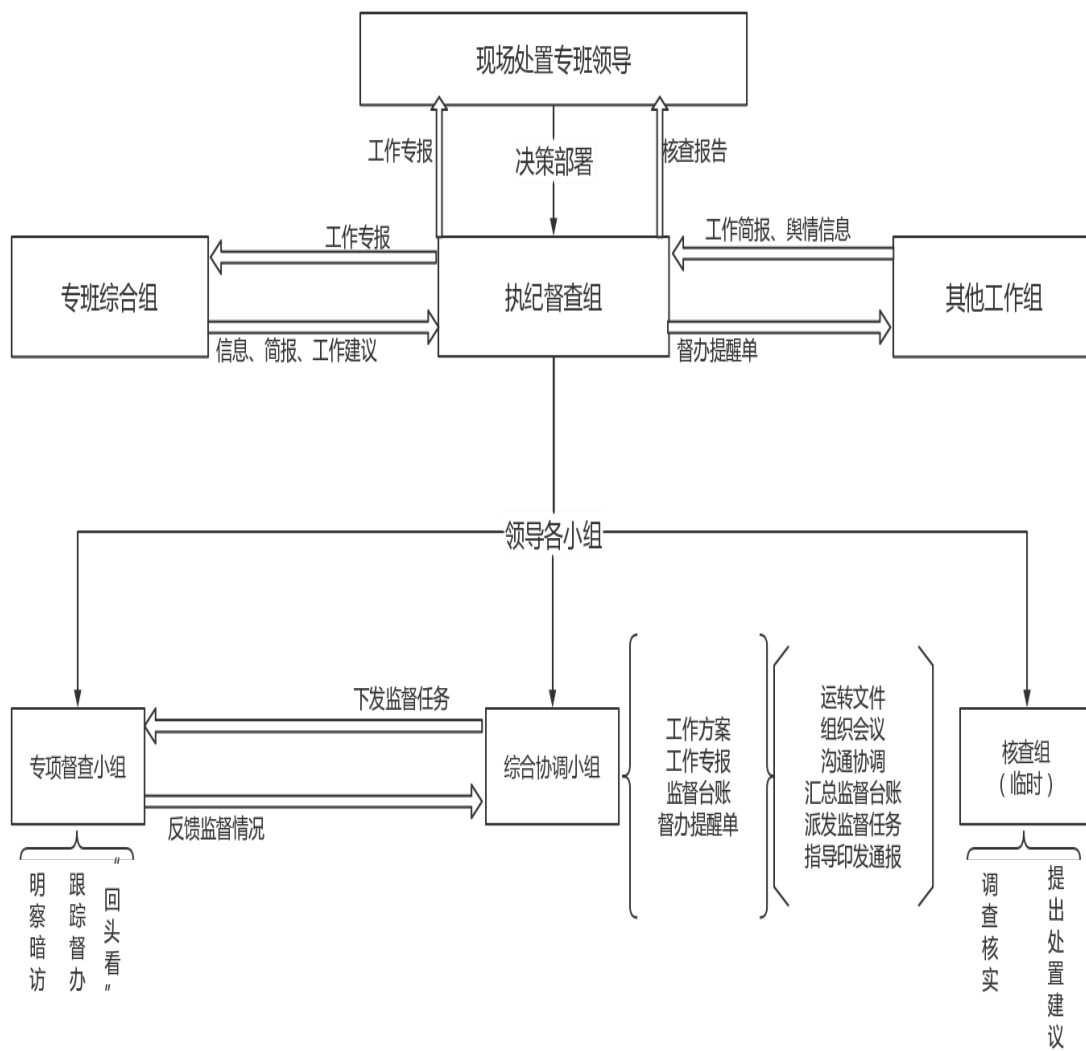 现场处置专班领导
工作专报
决策部署
核查报告
工作专报
工作简报、舆情信息
专班综合组
执纪督查组
其他工作组
信息、简报、工作建议
督办提醒单
领导各小组
下发监督任务
专项督查小组
综合协调小组
反馈监督情况
工作方案
工作专报
监督台账
督办提醒单
运转文件
组织会议
沟通协调
汇总监督台账
派发监督任务
指导印发通报
核查组
（临时）
明察暗访
跟踪督办
“回头看”
调查核实
提出处置建议